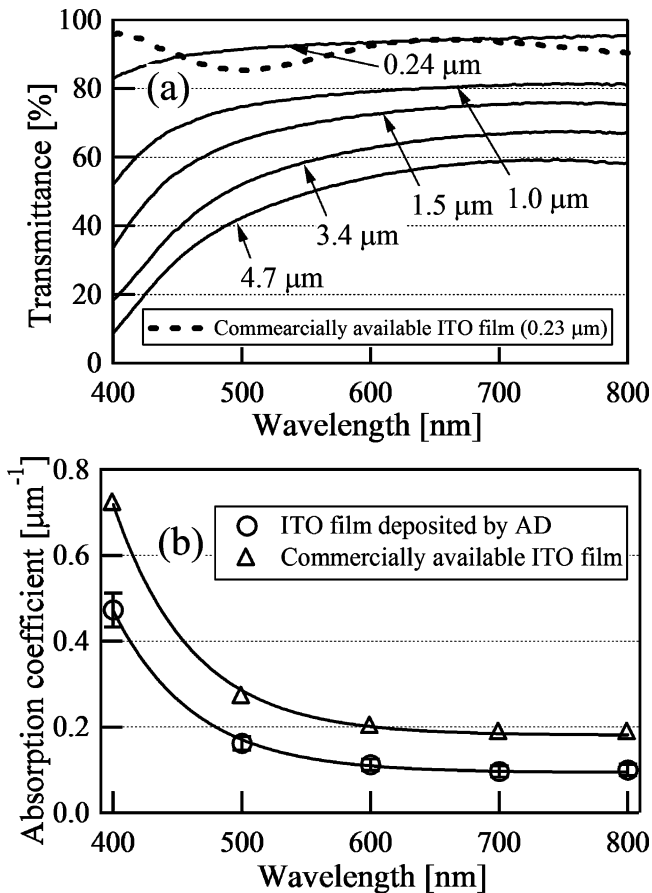 100
80
60
40
20
0
Transmittance [%]
(a)
0.24 μm
1.0 μm
1.5 μm
3.4 μm
4.7 μm
Commearcially available ITO film (0.23 μm)
400 500 600 700 800
Wavelength [nm]
0.8
0.6
0.4
0.2
0.0
Absorption coefficient [μm⁻¹]
(b)
ITO film deposited by AD
Commercially available ITO film
400 500 600 700 800
Wavelength [nm]